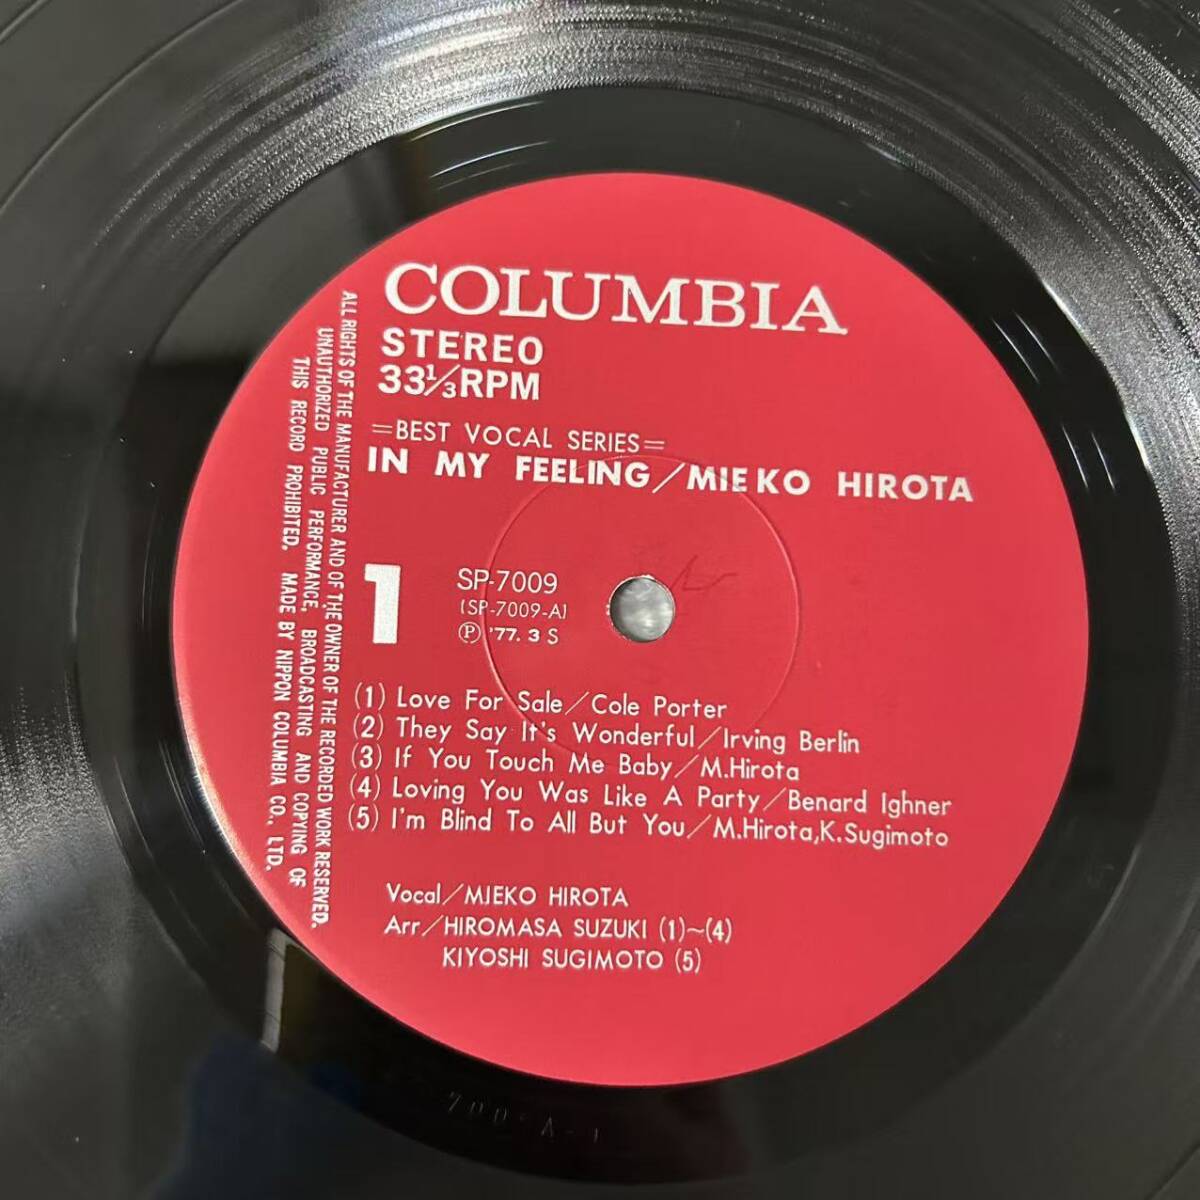 COLUMBIA
STEREO
33⅓RPM
=BEST VOCAL SERIES=
IN MY FEELING/MIEKO HIROTA
1
SP-7009
[SP-7009-A]
Ⓟ '77. 3 S
(1) Love For Sale/Cole Porter
(2) They Say It's Wonderful/Irving Berlin
(3) If You Touch Me Baby/M.Hirota
(4) Loving You Was Like A Party/Benard Ighner
(5) I'm Blind To All But You/M.Hirota,K.Sugimoto
Vocal/MIEKO HIROTA
Arr/HIROMASA SUZUKI (1)~(4)
KIYOSHI SUGIMOTO (5)
ALL RIGHTS OF THE MANUFACTURER AND OF THE OWNER OF THE RECORDED WORK RESERVED.
UNAUTHORIZED PUBLIC PERFORMANCE, BROADCASTING AND COPYING OF
THIS RECORD PROHIBITED. MADE BY NIPPON COLUMBIA CO., LTD.